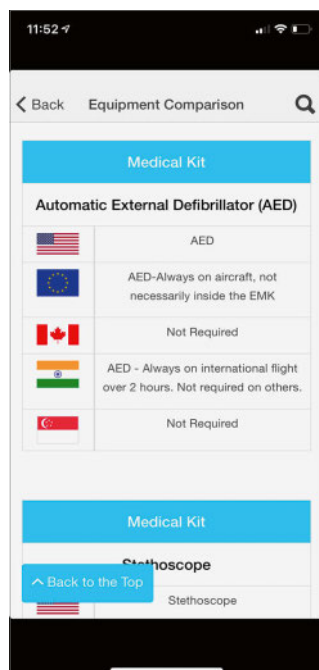 11:52
Back Equipment Comparison
Medical Kit
Automatic External Defibrillator (AED)
AED
AED-Always on aircraft, not
necessarily inside the EMK
Not Required
AED - Always on international flight
over 2 hours. Not required on others.
Not Required
Medical Kit
Stethoscope
Back to the Top
Stethoscope